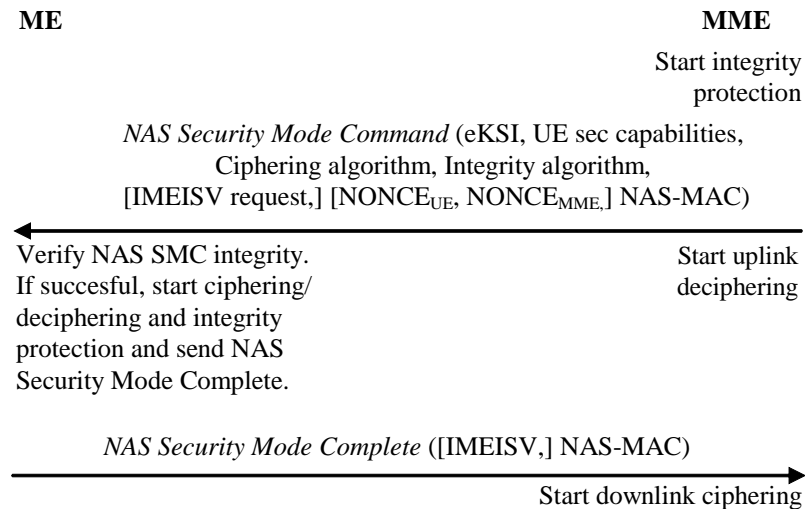 ME
MME
Start integrity
protection
NAS Security Mode Command (eKSI, UE sec capabilities,
Ciphering algorithm, Integrity algorithm,
[IMEISV request,] [NONCEUE, NONCEMME,] NAS-MAC)
Verify NAS SMC integrity.
If succesful, start ciphering/
deciphering and integrity
protection and send NAS
Security Mode Complete.
Start uplink
deciphering
NAS Security Mode Complete ([IMEISV,] NAS-MAC)
Start downlink ciphering